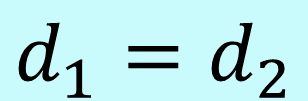 d₁ = d₂